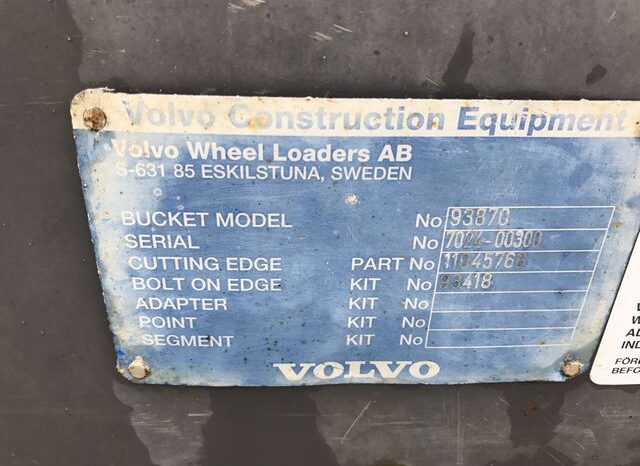 Volvo Construction Equipment
Volvo Wheel Loaders AB
S-631 85 ESKILSTUNA, SWEDEN
BUCKET MODEL No 93870
SERIAL No 7024-00300
CUTTING EDGE PART No
BOLT ON EDGE KIT No
ADAPTER KIT No
POINT KIT No
SEGMENT KIT No
VOLVO